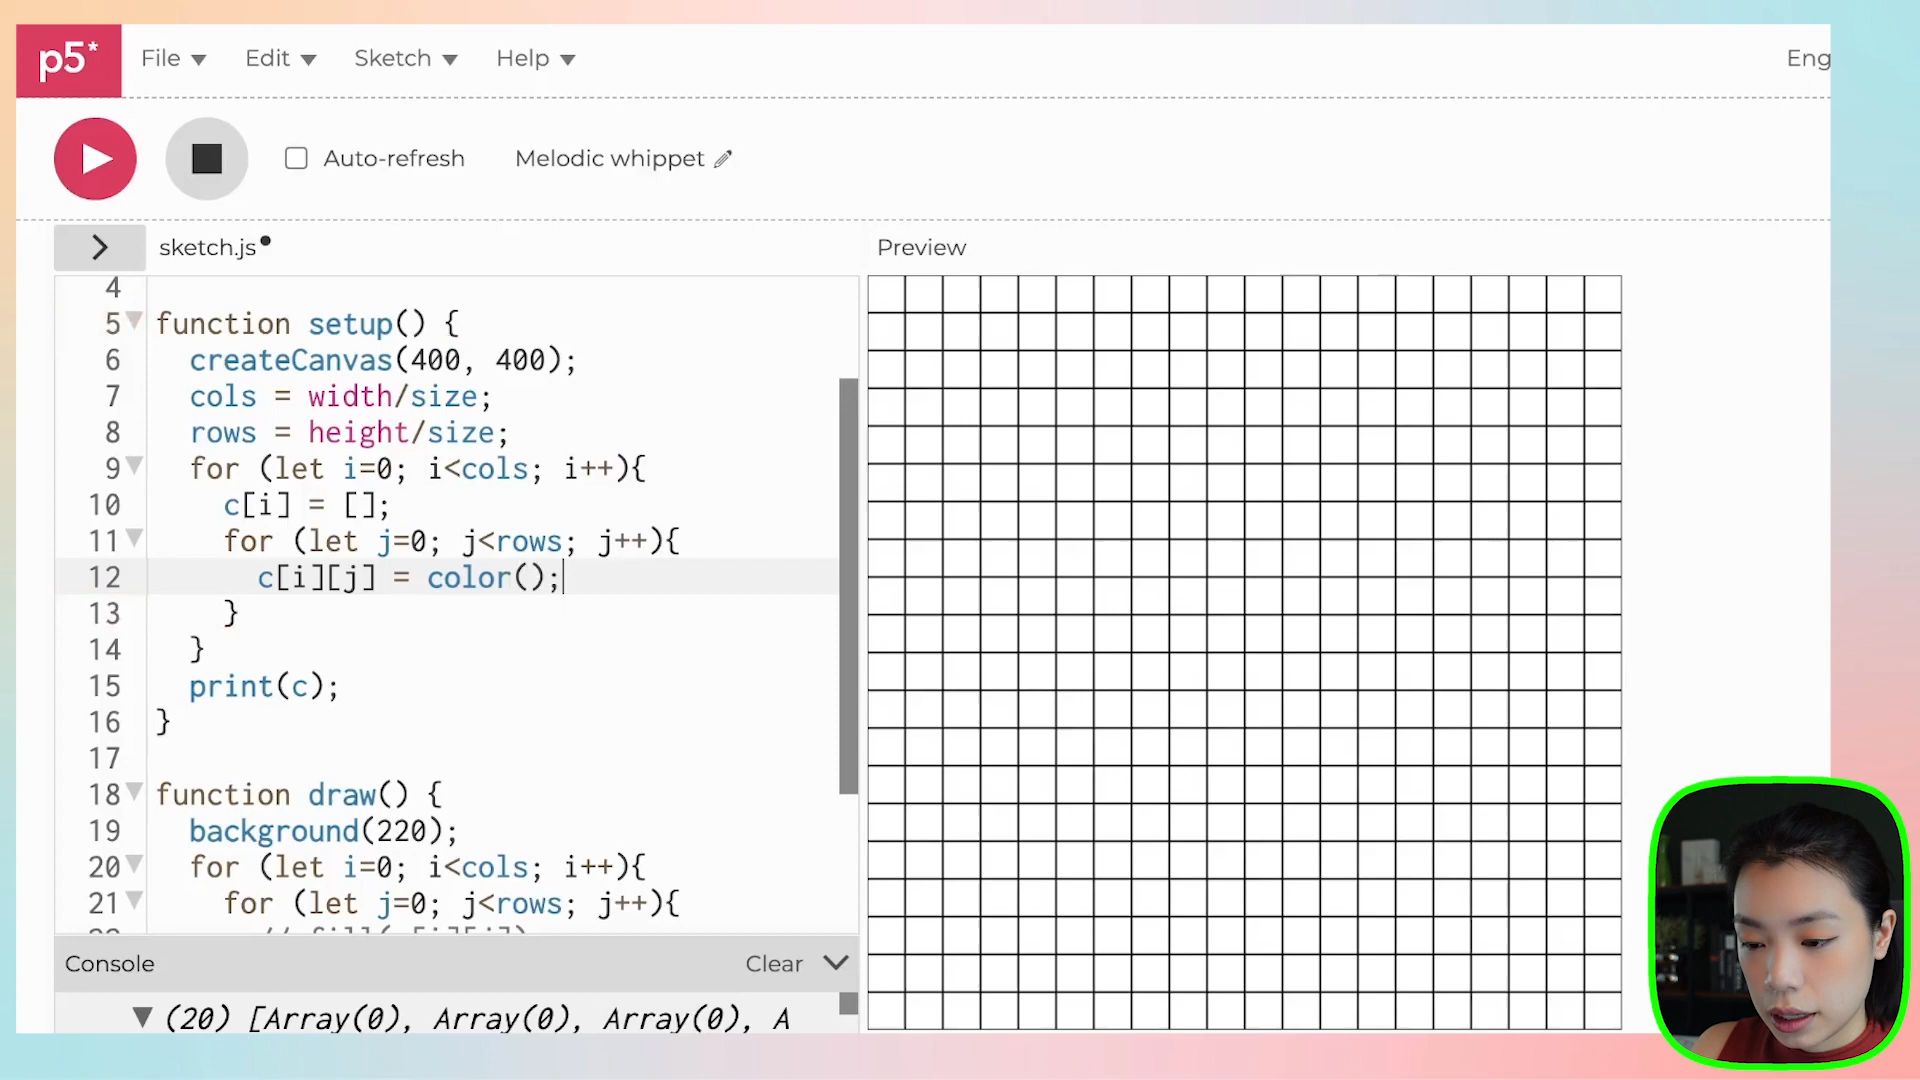 p5*
File
Edit
Sketch
Help
Eng
Auto-refresh
Melodic whippet
sketch.js
Preview
4
5 function setup() {
6 createCanvas(400, 400);
7 cols = width/size;
8 rows = height/size;
9 for (let i=0; i<cols; i++){
10 c[i] = [];
11 for (let j=0; j<rows; j++){
12 c[i][j] = color();
13 }
14 }
15 print(c);
16 }
17
18 function draw() {
19 background(220);
20 for (let i=0; i<cols; i++){
21 for (let j=0; j<rows; j++){
Console
Clear
(20) [Array(0), Array(0), Array(0), A